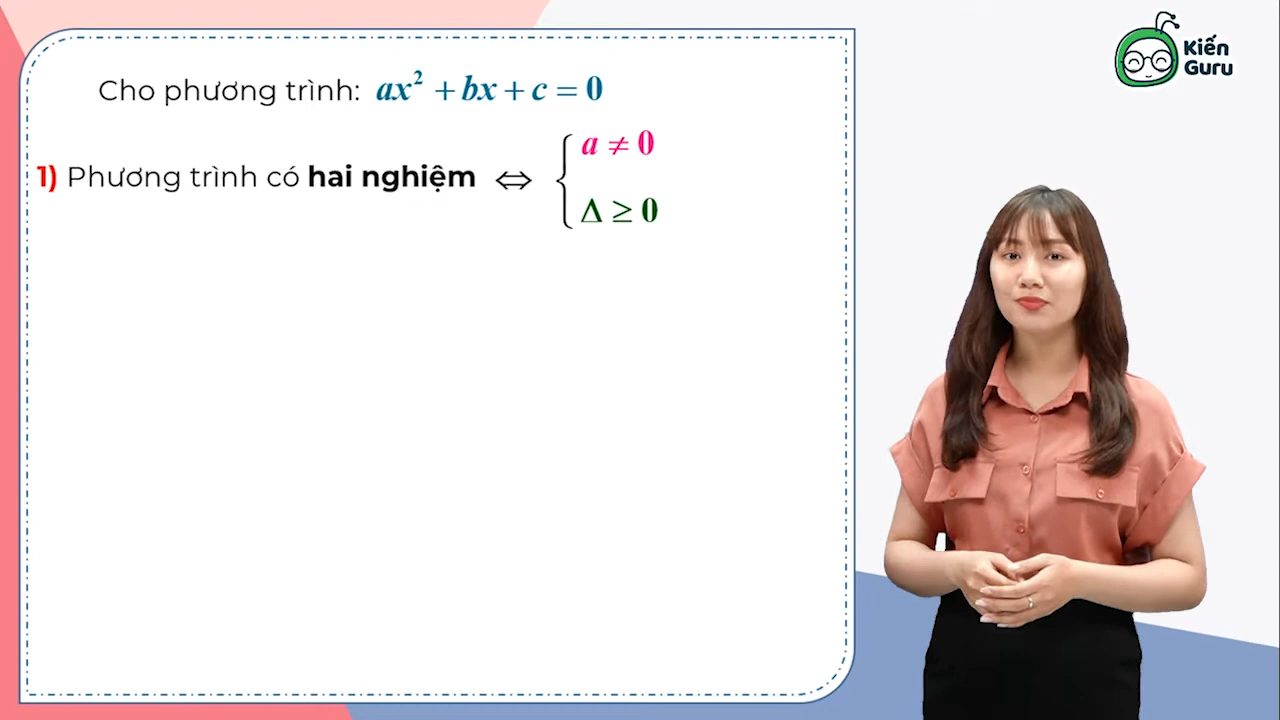 Kiến
Guru
Cho phương trình: ax² + bx + c = 0
1) Phương trình có hai nghiệm ⇔ { a ≠ 0
Δ ≥ 0